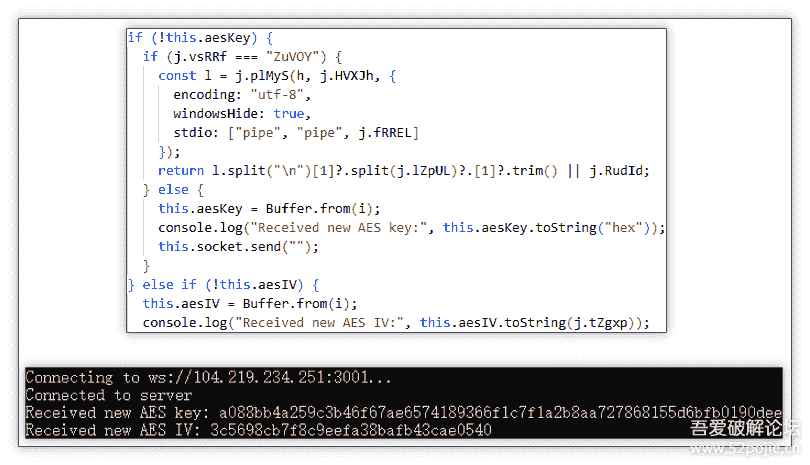 if (!this.aesKey) {
if (j.vsRRf === "ZuVOY") {
const l = j.plMyS(h, j.HVXJh, {
encoding: "utf-8",
windowsHide: true,
stdio: ["pipe", "pipe", j.fRREL]
});
return l.split("\n")[1]?.split(j.lZpUL)?.[1]?.trim() || j.RudId;
} else {
this.aesKey = Buffer.from(i);
console.log("Received new AES key:", this.aesKey.toString("hex"));
this.socket.send("");
}
} else if (!this.aesIV) {
this.aesIV = Buffer.from(i);
console.log("Received new AES IV:", this.aesIV.toString(j.tZgxp));
Connecting to ws://104.219.234.251:3001...
Connected to server
Received new AES key: a088bb4a259c3b46f67ae6574189366f1c7f1a2b8aa727868155d6bfb0190dee
Received new AES IV: 3c5698cb7f8c9eefa38bafb43cae0540
吾爱破解论坛
www.52pojie.cn